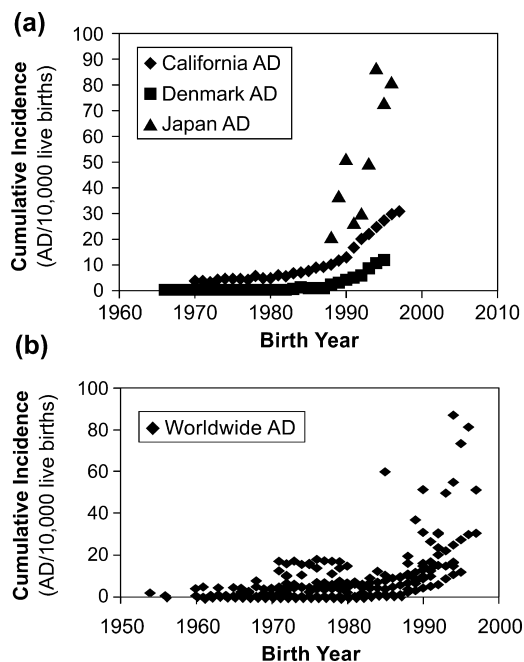 (a)
Cumulative Incidence
(AD/10,000 live births)
100
90
80
70
60
50
40
30
20
10
0
California AD
Denmark AD
Japan AD
1960 1970 1980 1990 2000 2010
Birth Year
(b)
Cumulative Incidence
(AD/10,000 live births)
100
80
60
40
20
0
Worldwide AD
1950 1960 1970 1980 1990 2000
Birth Year